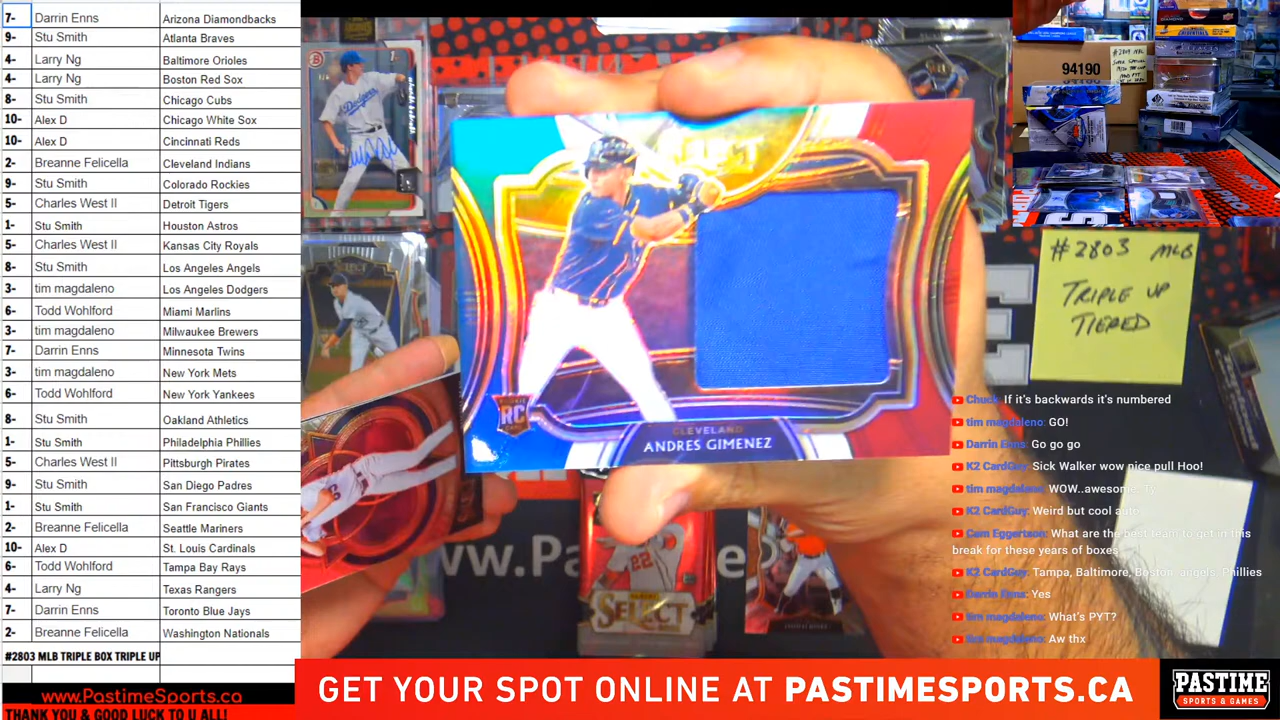 7- Darrin Enns Arizona Diamondbacks
9- Stu Smith Atlanta Braves
4- Larry Ng Baltimore Orioles
4- Larry Ng Boston Red Sox
8- Stu Smith Chicago Cubs
10- Alex D Chicago White Sox
10- Alex D Cincinnati Reds
2- Breanne Felicella Cleveland Indians
9- Stu Smith Colorado Rockies
5- Charles West II Detroit Tigers
1- Stu Smith Houston Astros
5- Charles West II Kansas City Royals
8- Stu Smith Los Angeles Angels
3- tim magdaleno Los Angeles Dodgers
6- Todd Wohlford Miami Marlins
3- tim magdaleno Milwaukee Brewers
7- Darrin Enns Minnesota Twins
3- tim magdaleno New York Mets
6- Todd Wohlford New York Yankees
8- Stu Smith Oakland Athletics
1- Stu Smith Philadelphia Phillies
5- Charles West II Pittsburgh Pirates
9- Stu Smith San Diego Padres
1- Stu Smith San Francisco Giants
2- Breanne Felicella Seattle Mariners
10- Alex D St. Louis Cardinals
6- Todd Wohlford Tampa Bay Rays
4- Larry Ng Texas Rangers
7- Darrin Enns Toronto Blue Jays
2- Breanne Felicella Washington Nationals
#2803 MLB TRIPLE BOX TRIPLE UP
www.PastimeSports.ca
THANK YOU & GOOD LUCK TO U ALL!
RC
CLEVELAND
ANDRES GIMENEZ
SELECT
94190
#2803 MLB
TRIPLE UP
TIERED
Chuck: If it's backwards it's numbered
tim magdaleno: GO!
Darrin Enns: Go go go
K2 CardGuy: Sick Walker wow nice pull Hoo!
tim magdaleno: WOW..awesome.
K2 CardGuy: Weird but cool
Cam Eggertson: What are the best team to get in this
break for these years of boxes
K2 CardGuy: Tampa, Baltimore, Boston, angels, Phillies
Darrin Enns: Yes
tim magdaleno: What's PYT?
tim magdaleno: Aw thx
GET YOUR SPOT ONLINE AT PASTIMESPORTS.CA
PASTIME
SPORTS & GAMES